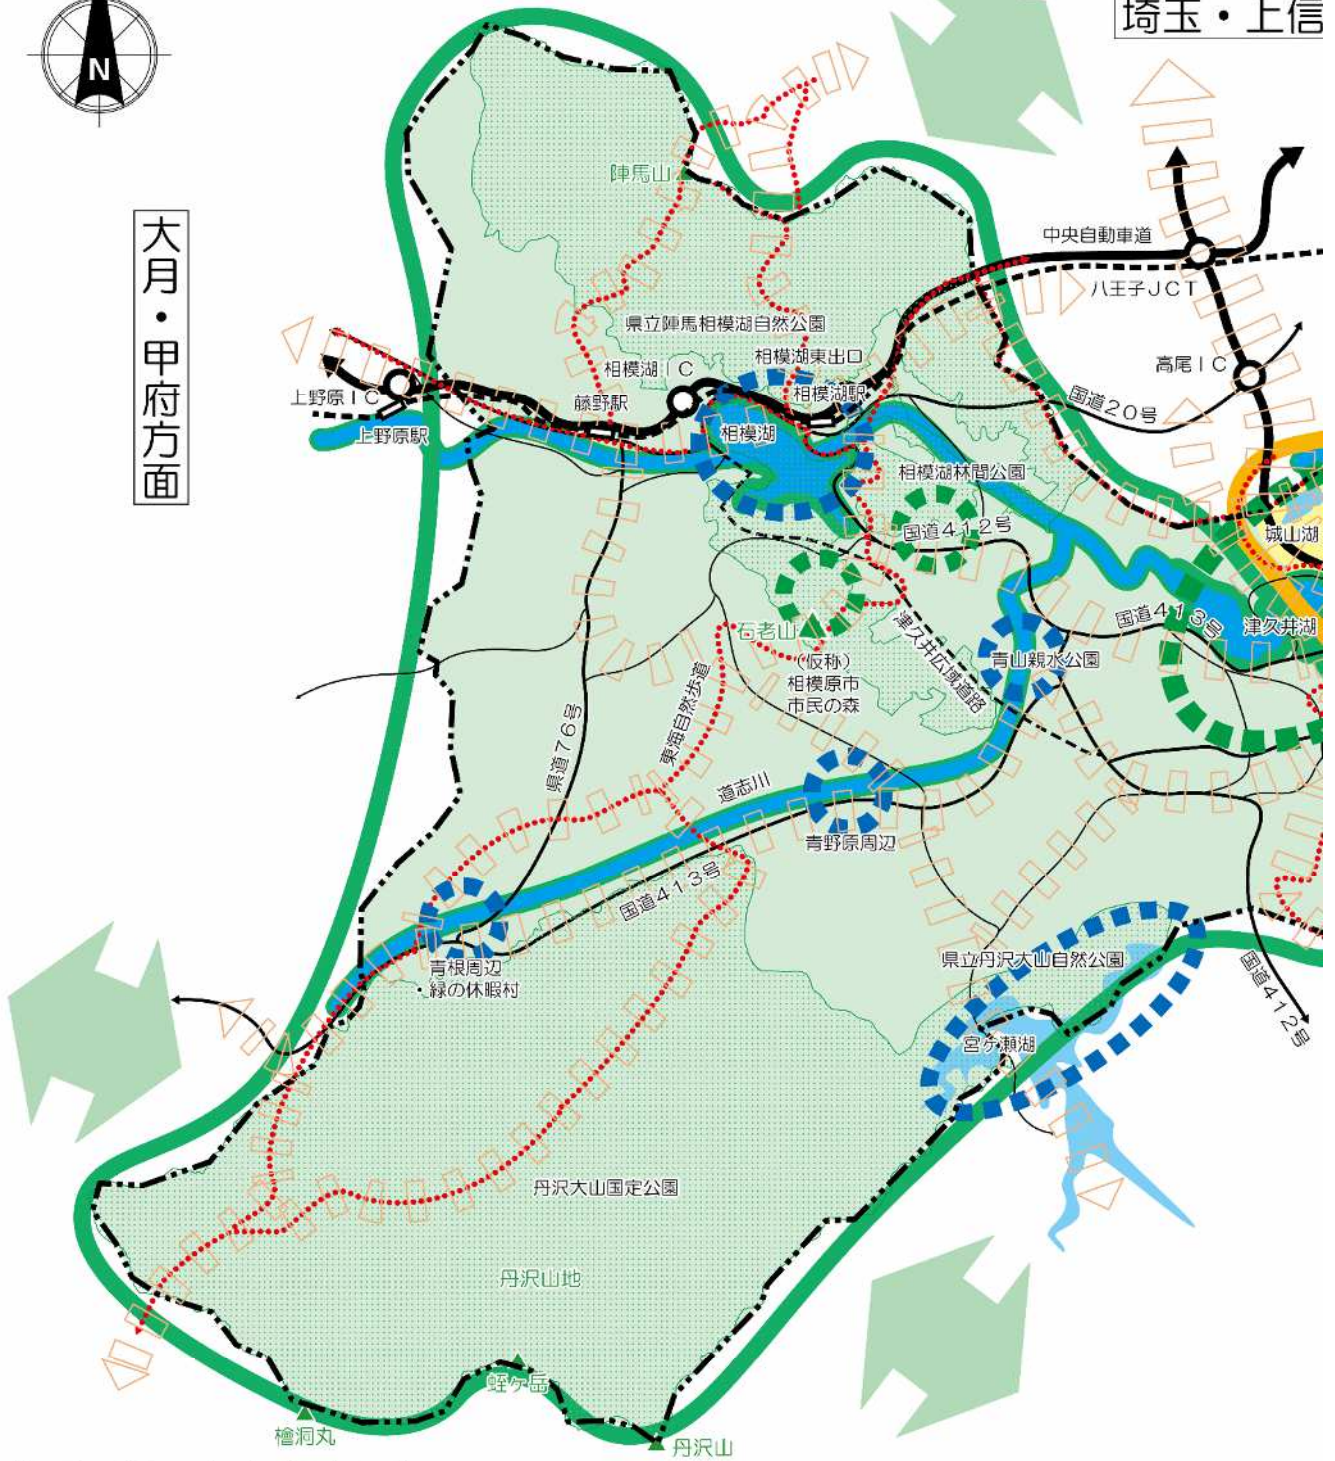 埼玉・上信
N
陣馬山
大月・甲府方面
中央自動車道
八王子JCT
県立陣馬相模湖自然公園
相模湖東出口
相模湖IC
高尾IC
上野原IC
藤野駅
相模湖駅
国道20号
上野原駅
相模湖
相模湖林間公園
国道412号
城山湖
石老山
津久井広域道路
国道413号
津久井湖
(仮称)
相模原市
市民の森
青山親水公園
東海自然歩道
県道76号
道志川
青野原周辺
国道413号
青根周辺
・緑の休暇村
県立丹沢大山自然公園
国道412号
宮ヶ瀬湖
丹沢大山国定公園
丹沢山地
蛭ヶ岳
檜洞丸
丹沢山